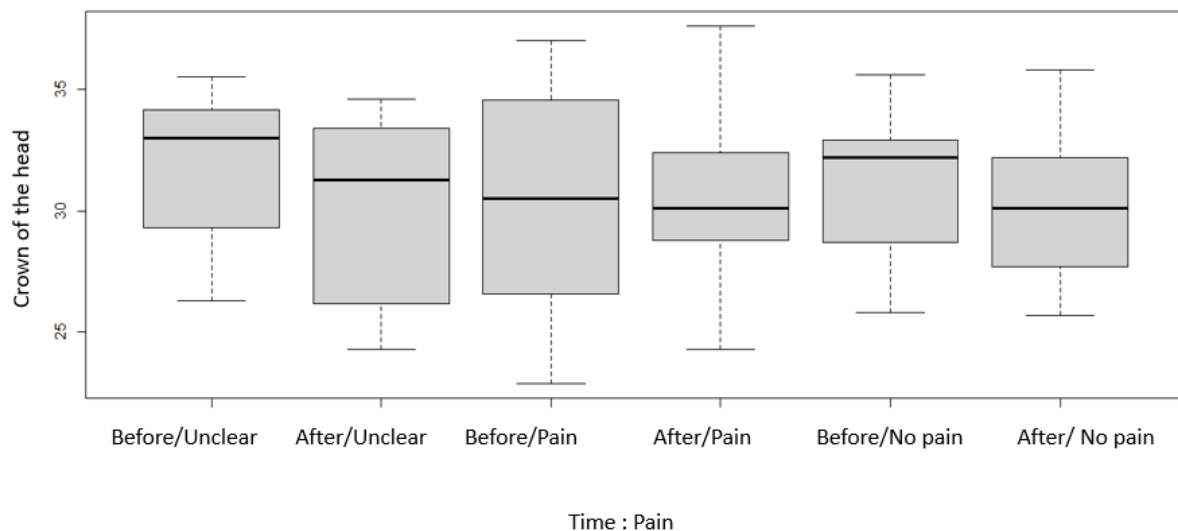 Crown of the head
35
30
25
Before/Unclear
After/Unclear
Before/Pain
After/Pain
Before/No pain
After/ No pain
Time : Pain